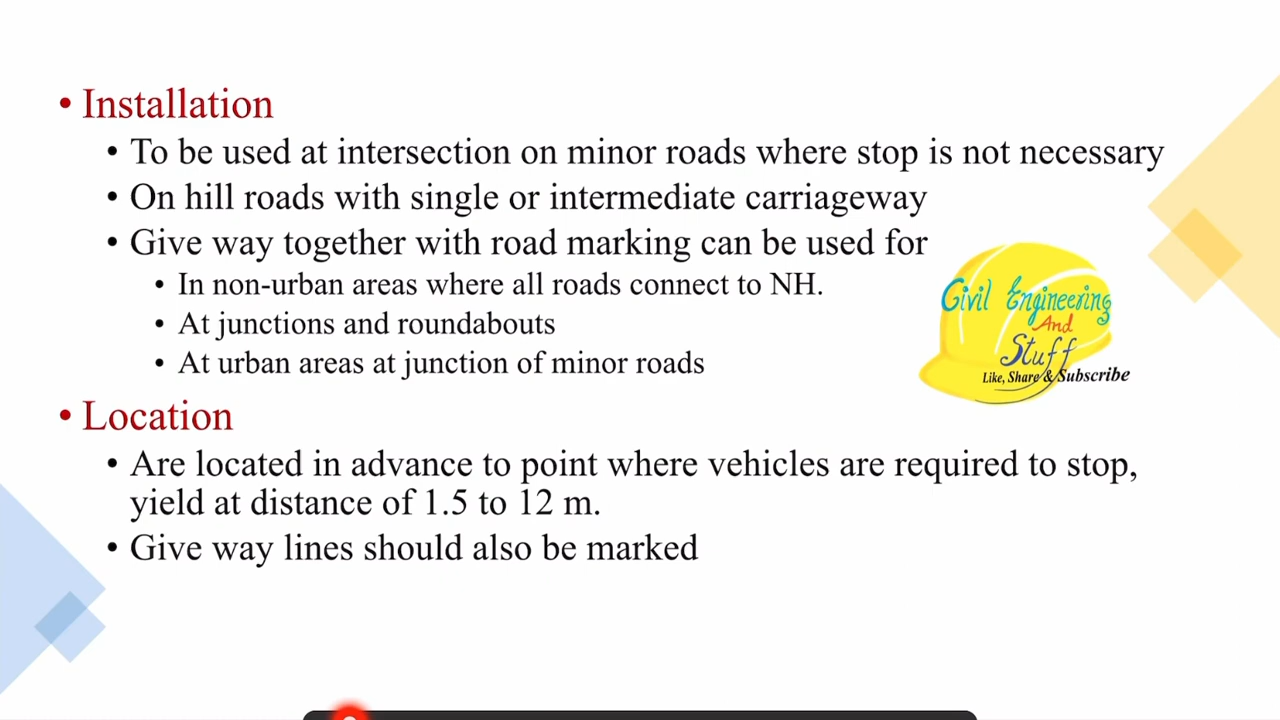 • Installation
• To be used at intersection on minor roads where stop is not necessary
• On hill roads with single or intermediate carriageway
• Give way together with road marking can be used for
• In non-urban areas where all roads connect to NH.
• At junctions and roundabouts
• At urban areas at junction of minor roads
Civil Engineering
And
Stuff
Like, Share & Subscribe
• Location
• Are located in advance to point where vehicles are required to stop,
yield at distance of 1.5 to 12 m.
• Give way lines should also be marked